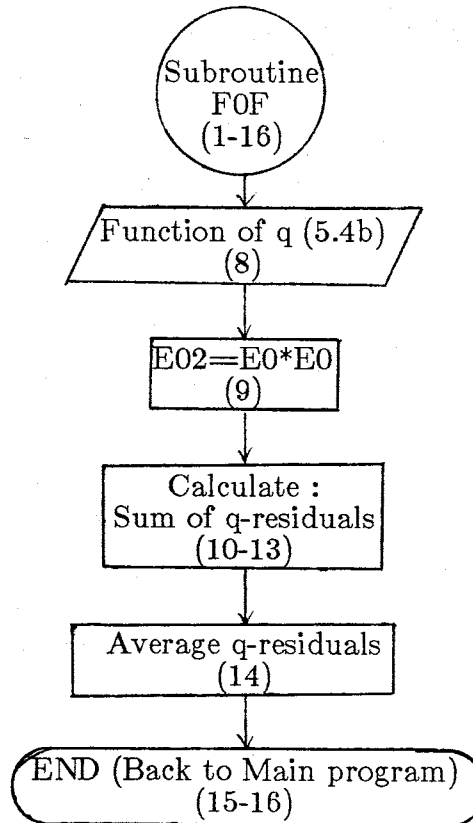 Subroutine
F0F
(1-16)
Function of q (5.4b)
(8)
E02==E0*E0
(9)
Calculate :
Sum of q-residuals
(10-13)
Average q-residuals
(14)
END (Back to Main program)
(15-16)